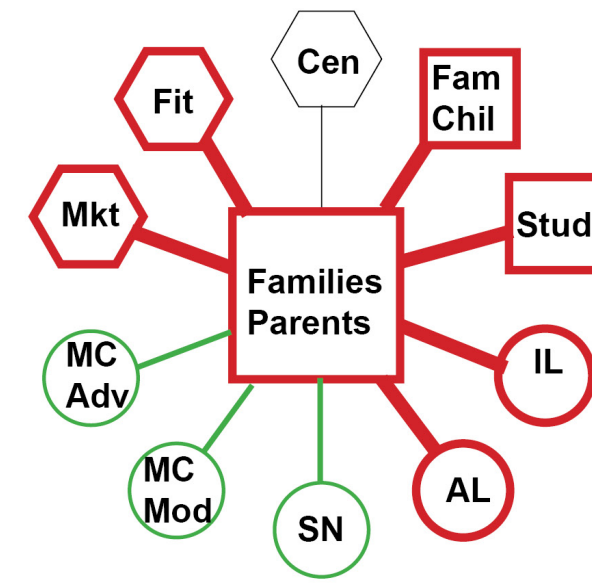 Cen
Fit
Fam
Chil
Mkt
Stud
Families
Parents
MC
Adv
IL
MC
Mod
AL
SN